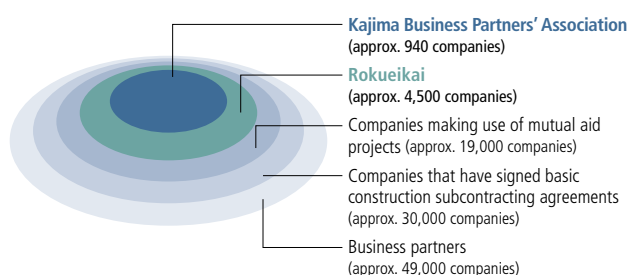 Kajima Business Partners’ Association
(approx. 940 companies)
Rokueikai
(approx. 4,500 companies)
Companies making use of mutual aid
projects (approx. 19,000 companies)
Companies that have signed basic
construction subcontracting agreements
(approx. 30,000 companies)
Business partners
(approx. 49,000 companies)